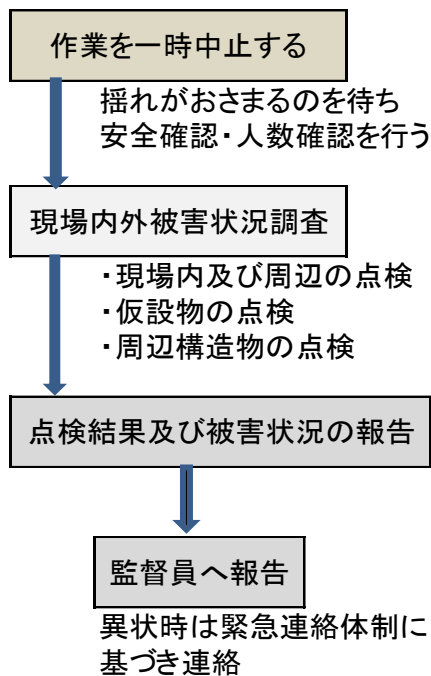 作業を一時中止する
揺れがおさまるのを待ち
安全確認・人数確認を行う
現場内外被害状況調査
・現場内及び周辺の点検
・仮設物の点検
・周辺構造物の点検
点検結果及び被害状況の報告
監督員へ報告
異状時は緊急連絡体制に
基づき連絡